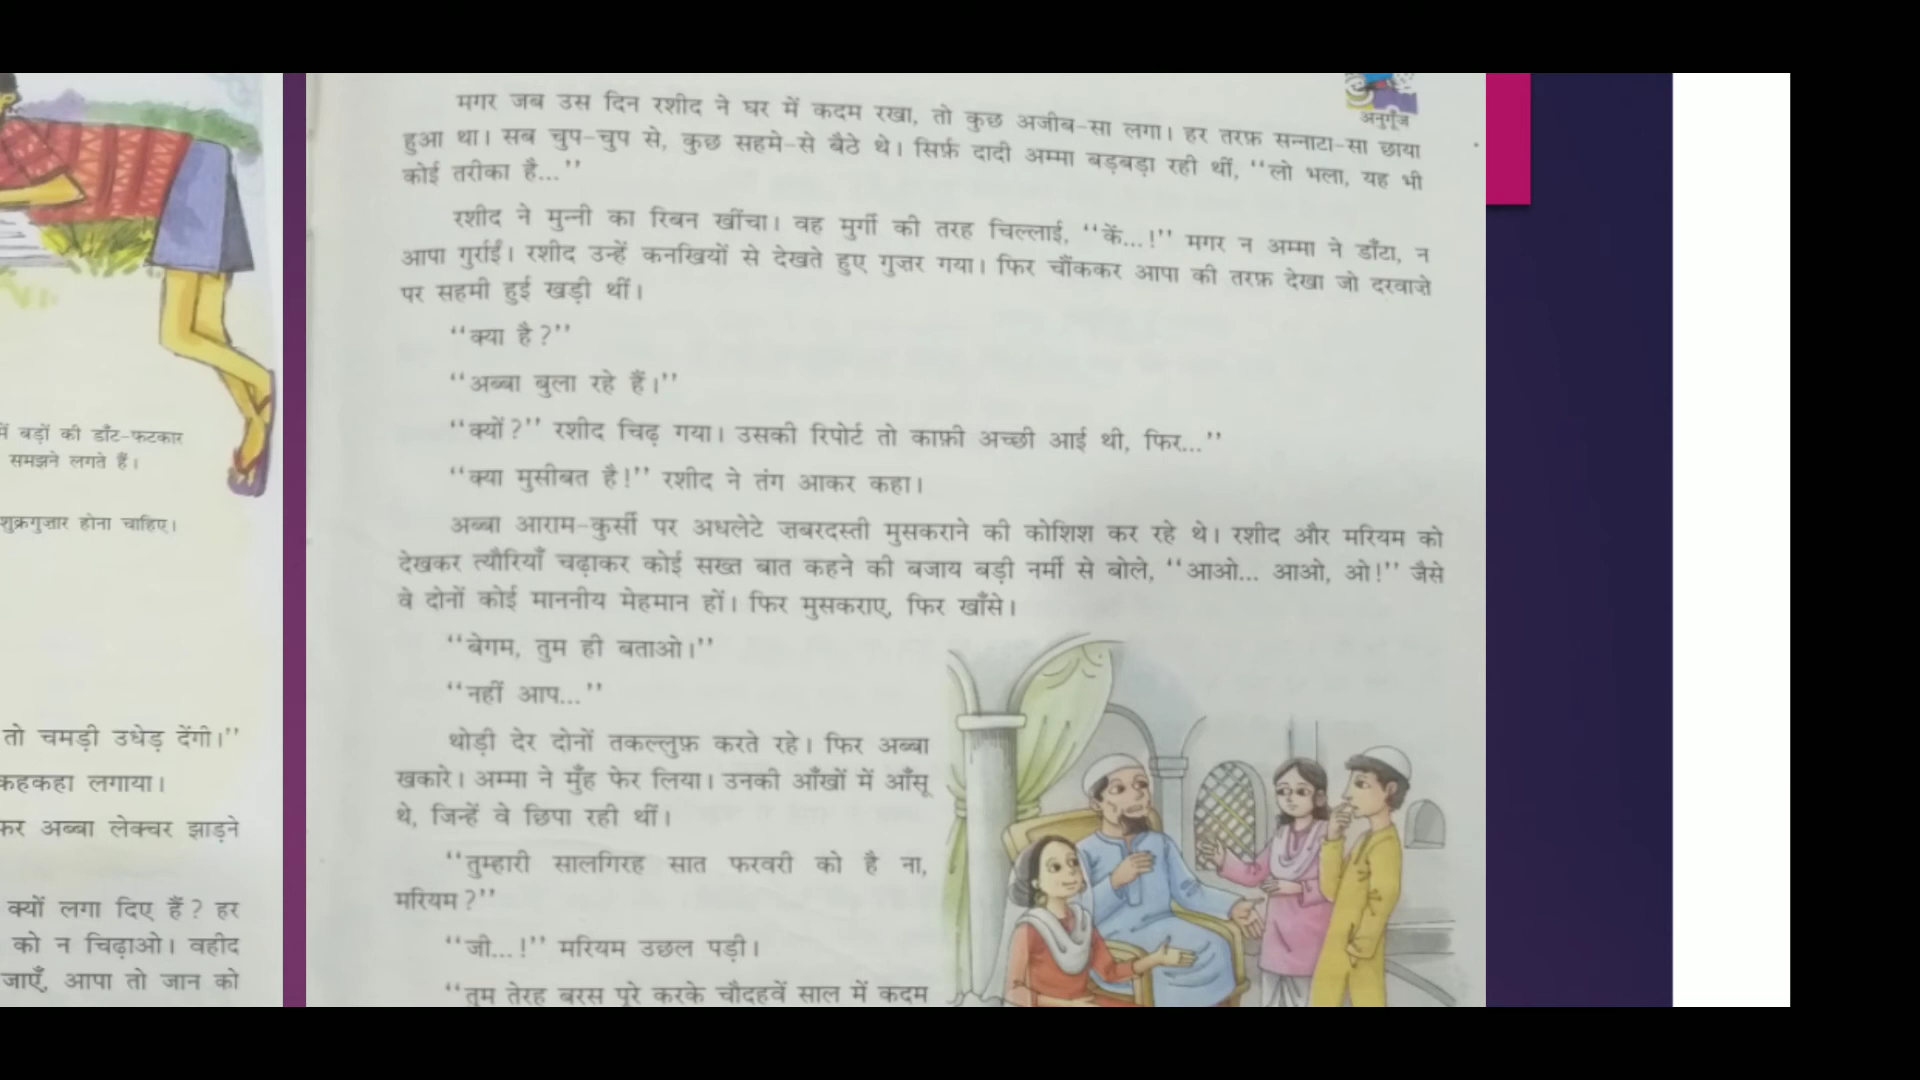 में बड़ों की डाँट-फटकार
समझने लगते हैं।
शुक्रगुज़ार होना चाहिए।
तो चमड़ी उधेड़ देंगी।’’
कहकहा लगाया।
अब्बा लेक्चर झाड़ने
क्यों लगा दिए हैं? हर
को न चिढ़ाओ। वहीद
जाएँ, आपा तो जान को
अनुगूँज
मगर जब उस दिन रशीद ने घर में कदम रखा, तो कुछ अजीब-सा लगा। हर तरफ़ सन्नाटा-सा छाया
हुआ था। सब चुप-चुप से, कुछ सहमे-से बैठे थे। सिर्फ़ दादी अम्मा बड़बड़ा रही थीं, ‘‘लो भला, यह भी
कोई तरीका है...’’
रशीद ने मुन्नी का रिबन खींचा। वह मुर्गी की तरह चिल्लाई, ‘‘कें...!’’ मगर न अम्मा ने डाँटा, न
आपा गुर्राईं। रशीद उन्हें कनखियों से देखते हुए गुज़र गया। फिर चौंककर आपा की तरफ़ देखा जो दरवाज़े
पर सहमी हुई खड़ी थीं।
‘‘क्या है?’’
‘‘अब्बा बुला रहे हैं।’’
‘‘क्यों?’’ रशीद चिढ़ गया। उसकी रिपोर्ट तो काफ़ी अच्छी आई थी, फिर...’’
‘‘क्या मुसीबत है!’’ रशीद ने तंग आकर कहा।
अब्बा आराम-कुर्सी पर अधलेटे ज़बरदस्ती मुसकराने की कोशिश कर रहे थे। रशीद और मरियम को
देखकर त्यौरियाँ चढ़ाकर कोई सख्त बात कहने की बजाय बड़ी नर्मी से बोले, ‘‘आओ... आओ, ओ!’’ जैसे
वे दोनों कोई माननीय मेहमान हों। फिर मुसकराए, फिर खाँसे।
‘‘बेगम, तुम ही बताओ।’’
‘‘नहीं आप...’’
थोड़ी देर दोनों तकल्लुफ़ करते रहे। फिर अब्बा
खकारे। अम्मा ने मुँह फेर लिया। उनकी आँखों में आँसू
थे, जिन्हें वे छिपा रही थीं।
‘‘तुम्हारी सालगिरह सात फरवरी को है ना,
मरियम?’’
‘‘जी...!’’ मरियम उछल पड़ी।
‘‘तुम तेरह बरस पूरे करके चौदहवें साल में कदम